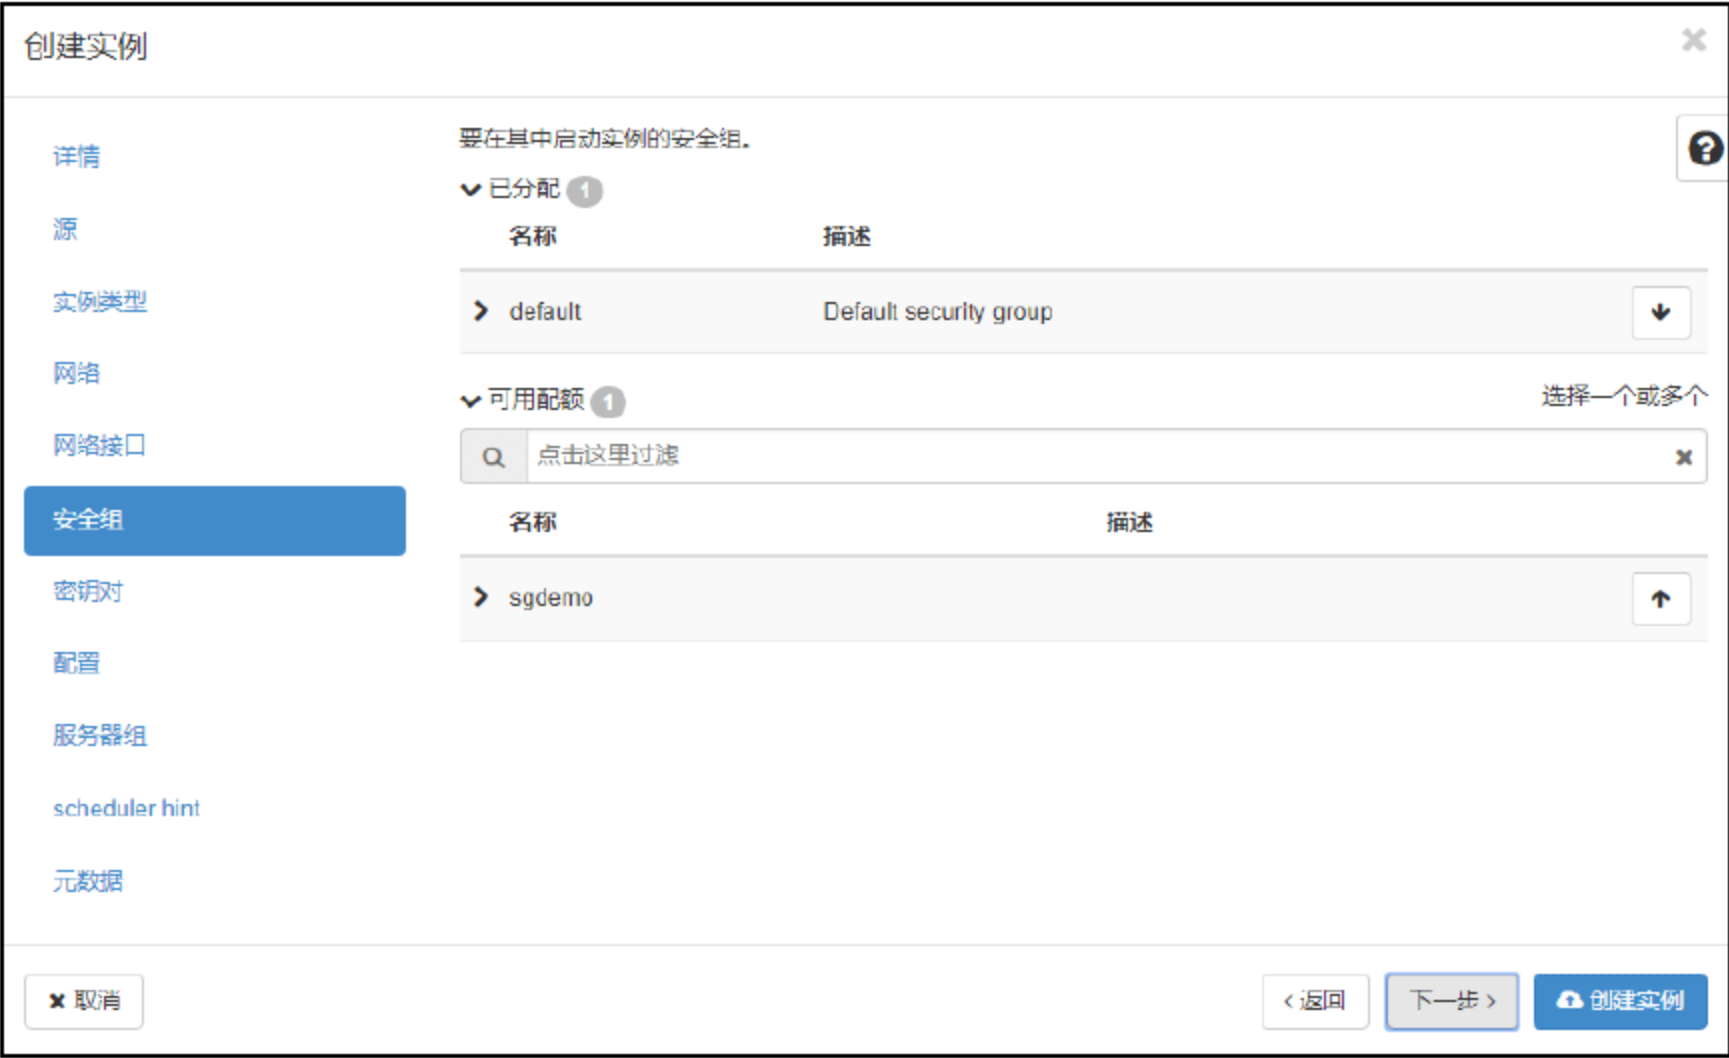 创建实例
详情
源
实例类型
网络
网络接口
安全组
密钥对
配置
服务器组
scheduler hint
元数据
要在其中启动实例的安全组。
已分配 1
名称 描述
default Default security group
可用配额 1 选择一个或多个
点击这里过滤
名称 描述
sgdemo
取消 返回 下一步 创建实例